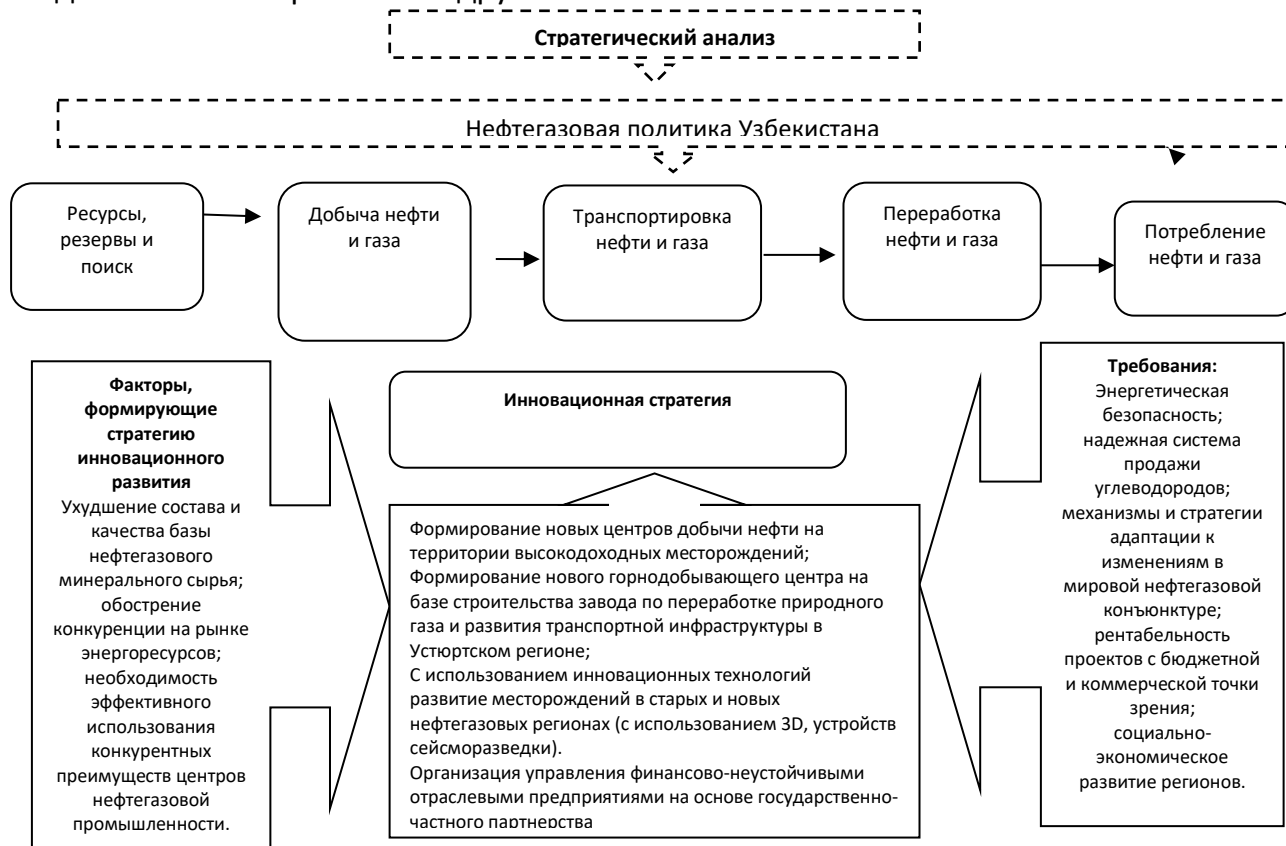 Стратегический анализ
Нефтегазовая политика Узбекистана
Ресурсы,
резервы и
поиск
Добыча нефти
и газа
Транспортировка
нефти и газа
Переработка
нефти и газа
Потребление
нефти и газа
Факторы,
формирующие
стратегию
инновационного
развития
Ухудшение состава и
качества базы
нефтегазового
минерального сырья;
обострение
конкуренции на рынке
энергоресурсов;
необходимость
эффективного
использования
конкурентных
преимуществ центров
нефтегазовой
промышленности.
Инновационная стратегия
Формирование новых центров добычи нефти на
территории высокодоходных месторождений;
Формирование нового горнодобывающего центра на
базе строительства завода по переработке природного
газа и развития транспортной инфраструктуры в
Устюртском регионе;
С использованием инновационных технологий
развитие месторождений в старых и новых
нефтегазовых регионах (с использованием 3D, устройств
сейсморазведки).
Организация управления финансово-неустойчивыми
отраслевыми предприятиями на основе государственно-
частного партнерства
Требования:
Энергетическая
безопасность;
надежная система
продажи
углеводородов;
механизмы и стратегии
адаптации к
изменениям в
мировой нефтегазовой
конъюнктуре;
рентабельность
проектов с бюджетной
и коммерческой точки
зрения;
социально-
экономическое
развитие регионов.